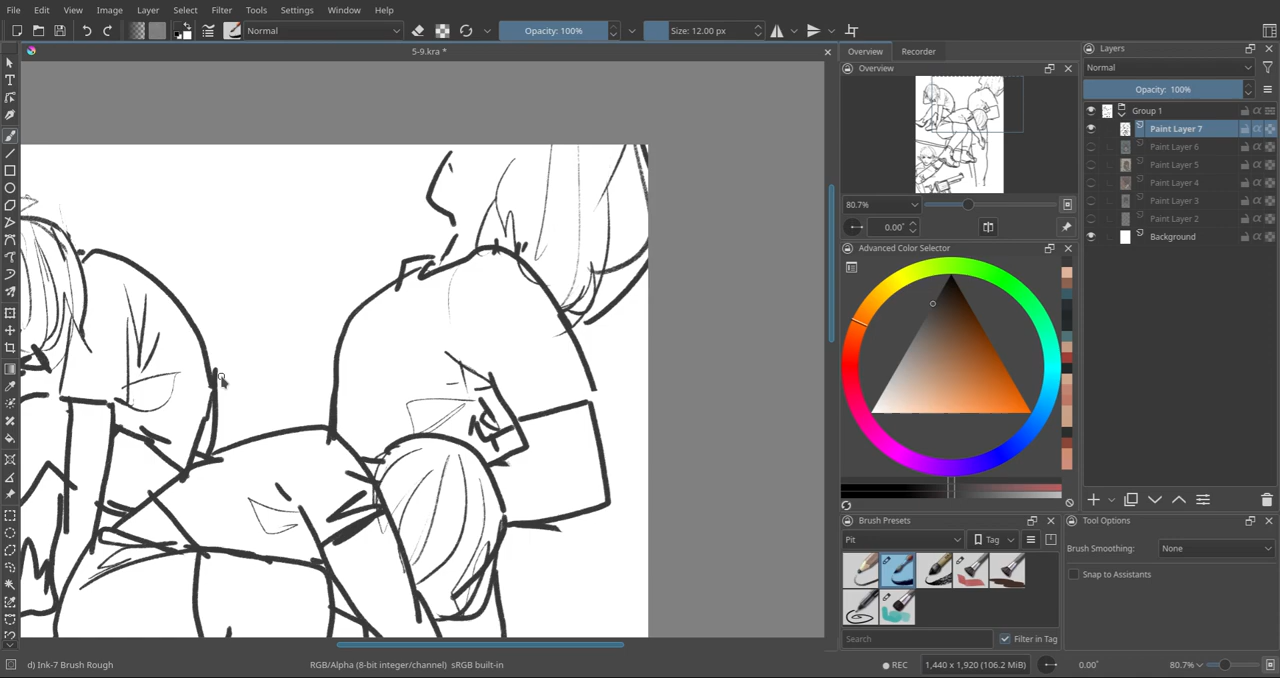 File Edit View Image Layer Select Filter Tools Settings Window Help
Normal Opacity: 100% Size: 12.00 px
5-9.kra *
Overview Recorder
Overview
80.7%
0.00°
Advanced Color Selector
Brush Presets
Pit Tag
Search Filter in Tag
Layers
Normal
Opacity: 100%
Group 1
Paint Layer 7
Paint Layer 6
Paint Layer 5
Paint Layer 4
Paint Layer 3
Paint Layer 2
Background
Tool Options
Brush Smoothing: None
Snap to Assistants
d) Ink-7 Brush Rough RGB/Alpha (8-bit integer/channel) sRGB built-in REC 1,440 x 1,920 (106.2 MiB) 0.00° 80.7%